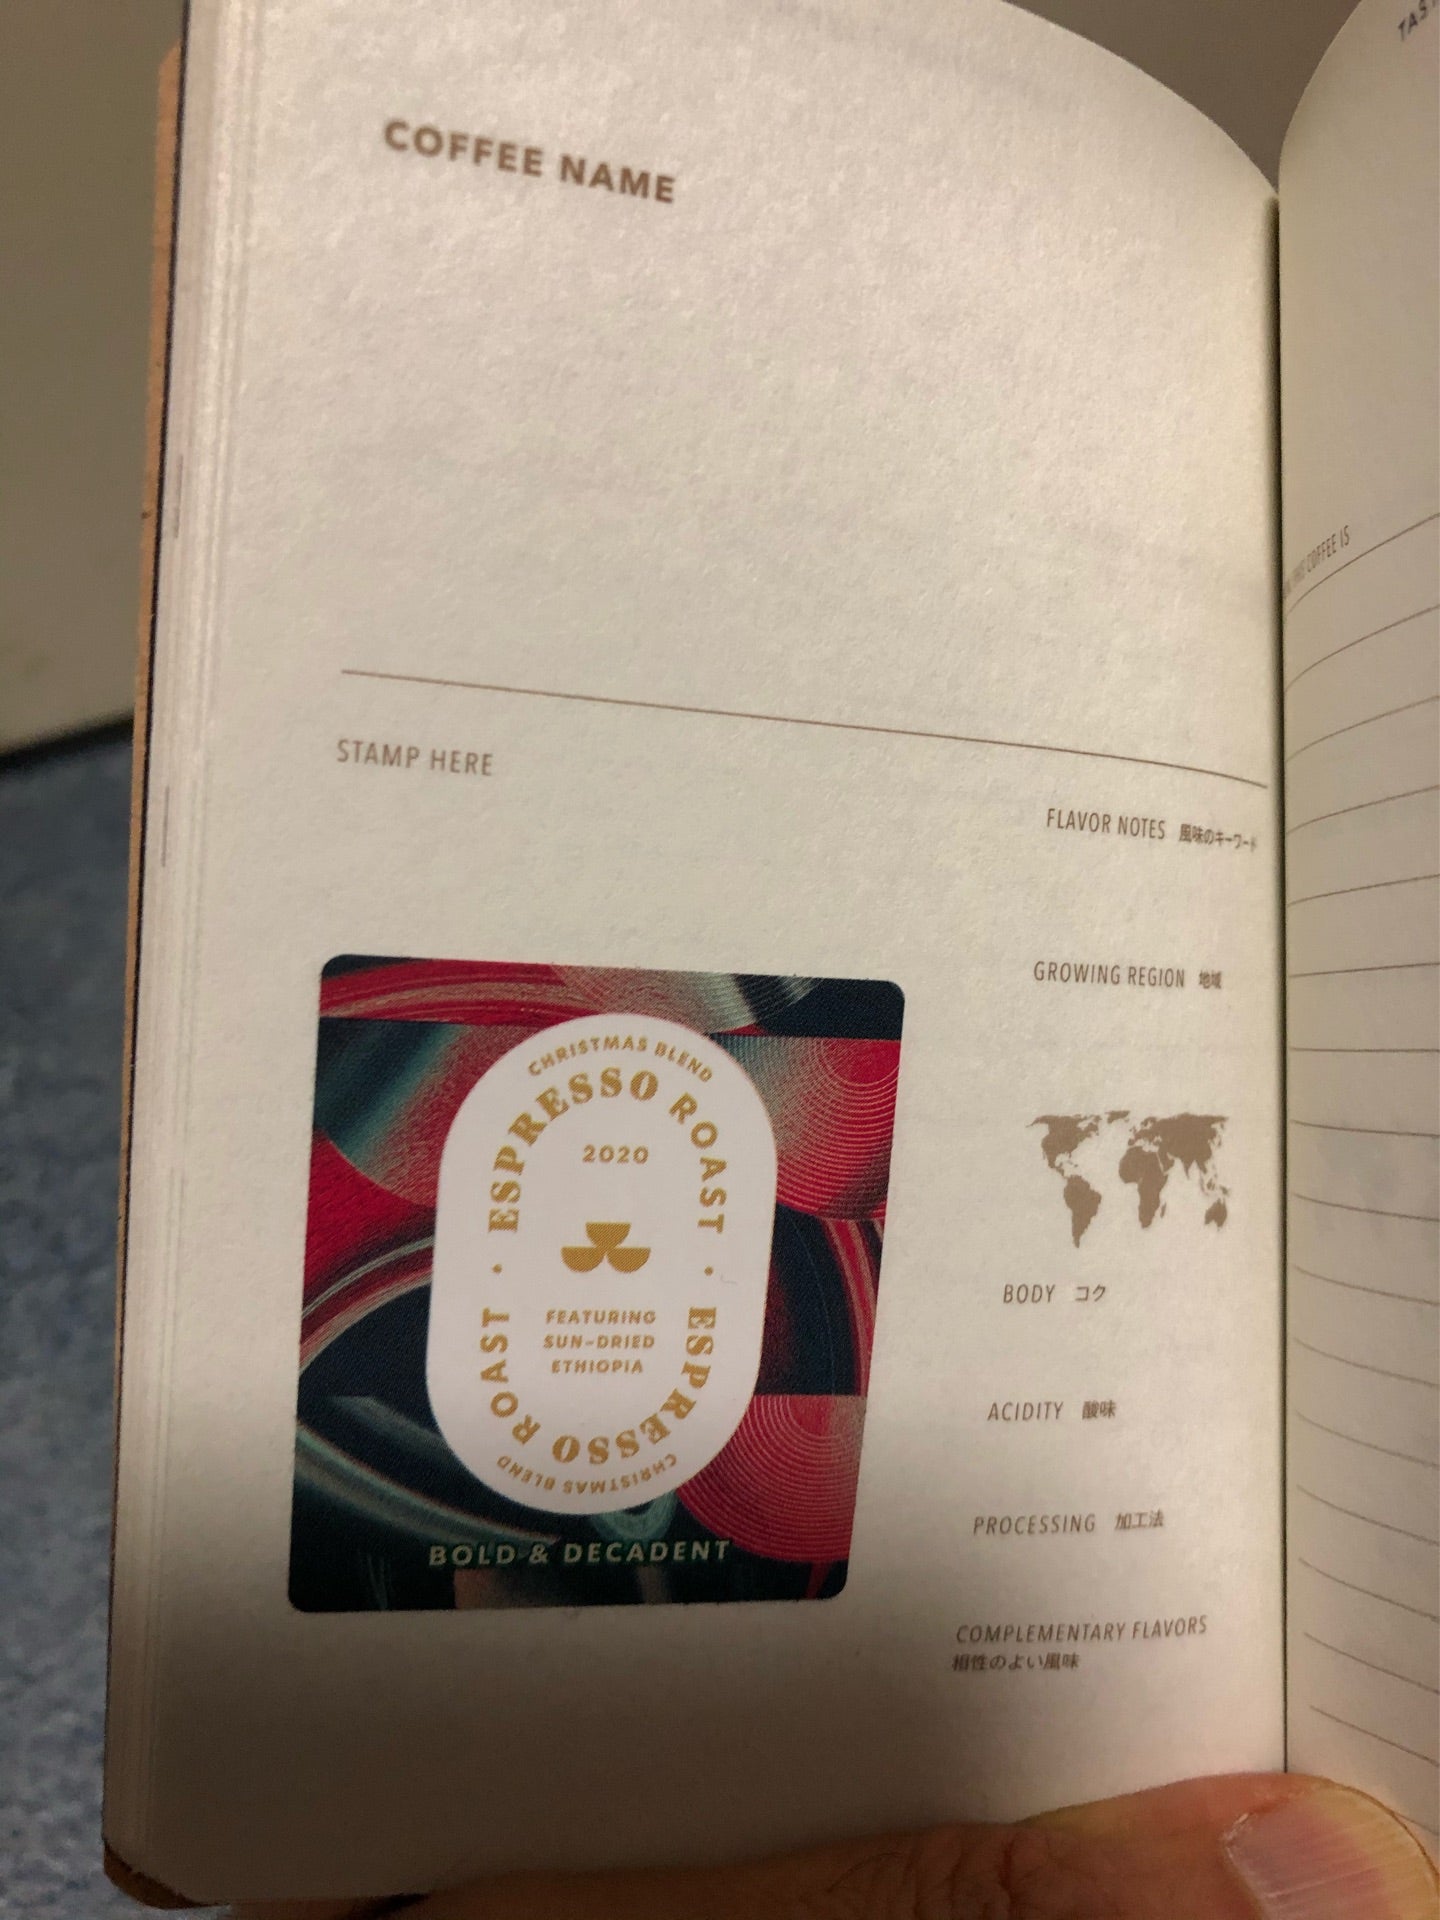 COFFEE NAME
STAMP HERE
FLAVOR NOTES 風味のキーワード
GROWING REGION 地域
CHRISTMAS BLEND
ESPRESSO ROAST
2020
FEATURING
SUN-DRIED
ETHIOPIA
ESPRESSO ROAST
CHRISTMAS BLEND
BOLD & DECADENT
BODY コク
ACIDITY 酸味
PROCESSING 加工法
COMPLEMENTARY FLAVORS
相性のよい風味
COFFEE IS